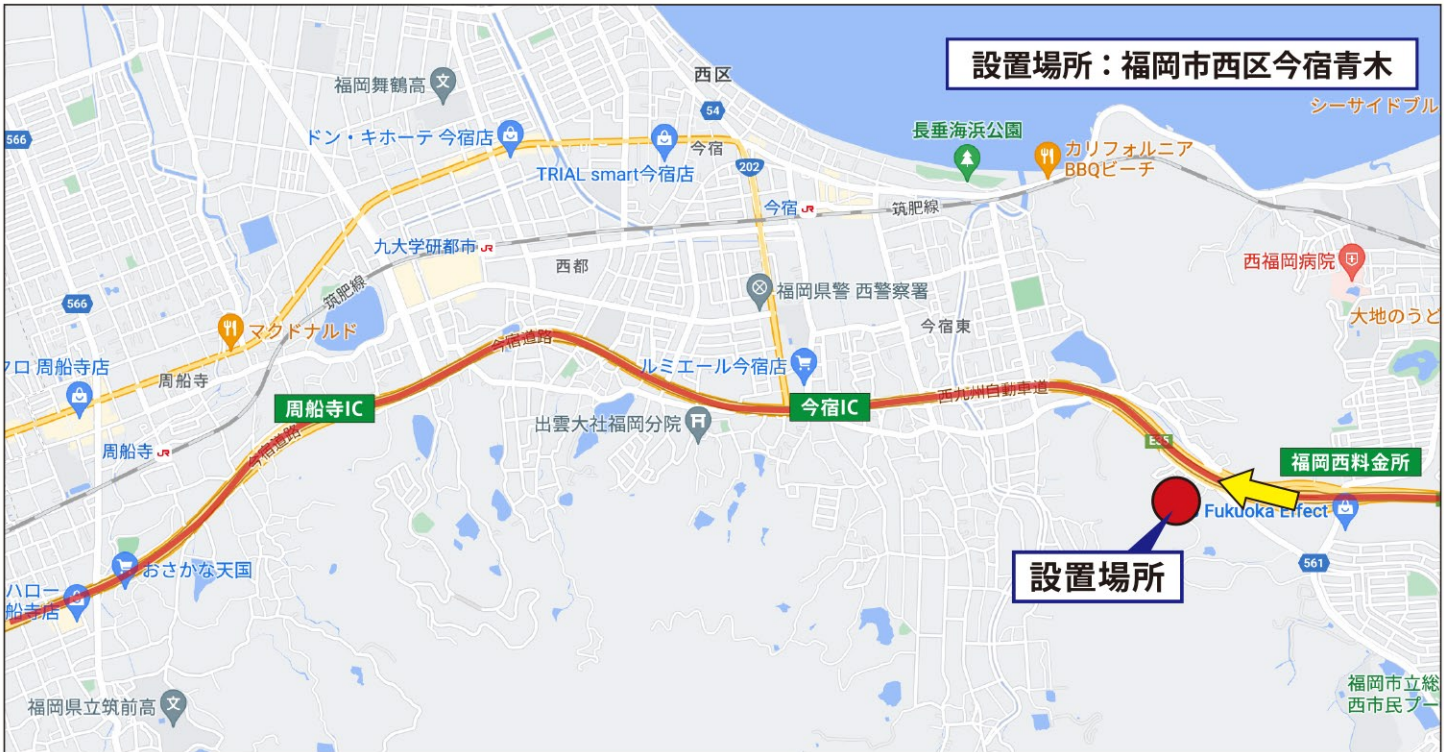 設置場所：福岡市西区今宿青木
西区
福岡舞鶴高
シーサイドブル
54
566
ドン・キホーテ 今宿店
長垂海浜公園
今宿
カリフォルニア
BBQビーチ
202
TRIAL smart今宿店
今宿
筑肥線
九大学研都市
西都
西福岡病院
筑肥線
福岡県警 西警察署
566
大地のうど
マクドナルド
今宿東
今宿道路
クロ 周船寺店
ルミエール今宿店
周船寺
西九州自動車道
周船寺IC
今宿IC
出雲大社福岡分院
今宿道路
周船寺
福岡西料金所
Fukuoka Effect
設置場所
561
おさかな天国
ハロー
船寺店
福岡市立総
西市民プー
福岡県立筑前高